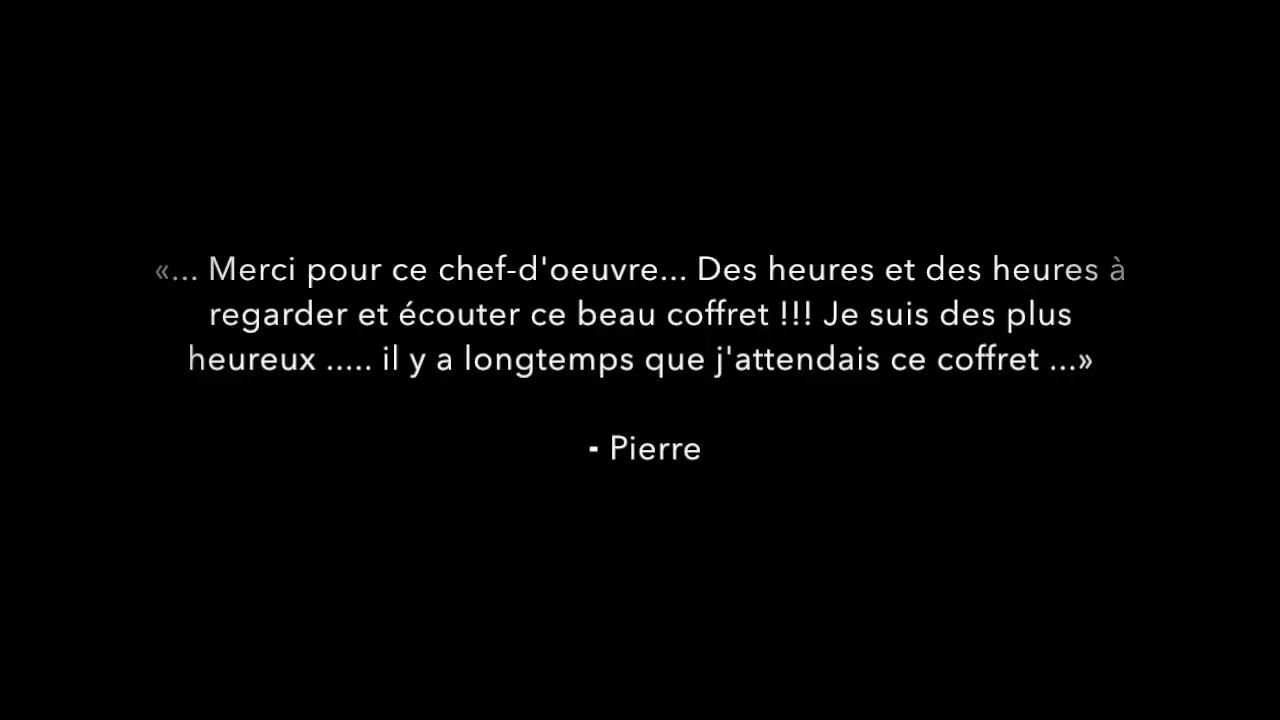 «... Merci pour ce chef-d'oeuvre... Des heures et des heures à
regarder et écouter ce beau coffret !!! Je suis des plus
heureux ..... il y a longtemps que j'attendais ce coffret ...»
- Pierre